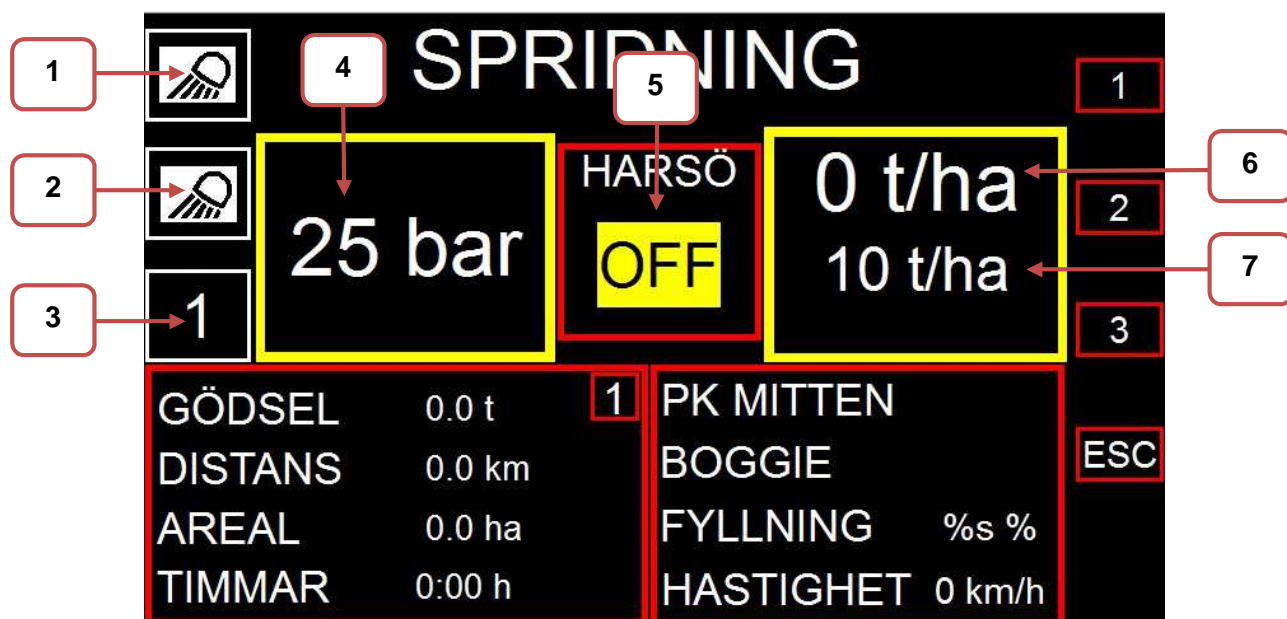 SPRIDNING
1
2
3
4
5
6
7
1
25 bar
HARSÖ
OFF
0 t/ha
10 t/ha
1
2
3
ESC
GÖDSEL 0.0 t 1
DISTANS 0.0 km
AREAL 0.0 ha
TIMMAR 0:00 h
PK MITTEN
BOGGIE
FYLLNING %s %
HASTIGHET 0 km/h